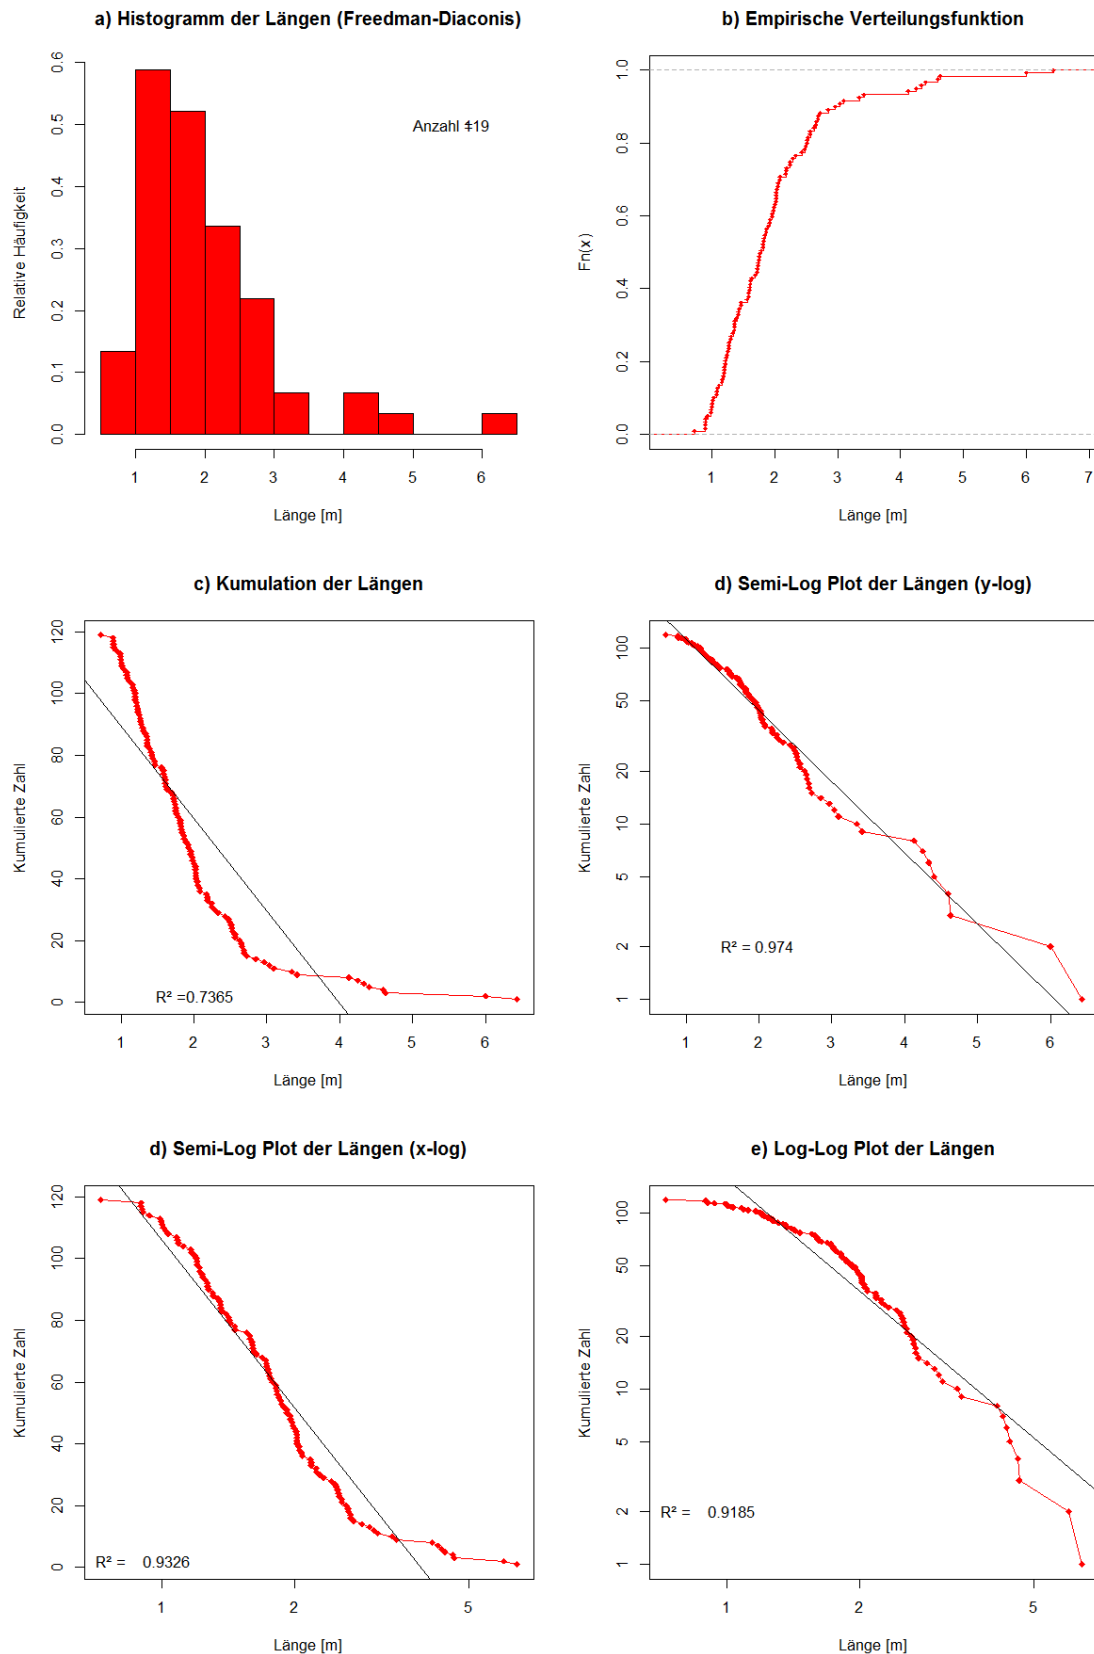 a) Histogramm der Längen (Freedman-Diaconis)
Relative Häufigkeit
0.0 0.1 0.2 0.3 0.4 0.5 0.6
Anzahl =119
1 2 3 4 5 6
Länge [m]
b) Empirische Verteilungsfunktion
Fn(x)
0.0 0.2 0.4 0.6 0.8 1.0
1 2 3 4 5 6 7
Länge [m]
c) Kumulation der Längen
Kumulierte Zahl
0 20 40 60 80 100 120
R² =0.7365
1 2 3 4 5 6
Länge [m]
d) Semi-Log Plot der Längen (y-log)
Kumulierte Zahl
1 2 5 10 20 50 100
R² = 0.974
1 2 3 4 5 6
Länge [m]
d) Semi-Log Plot der Längen (x-log)
Kumulierte Zahl
0 20 40 60 80 100 120
R² = 0.9326
1 2 5
Länge [m]
e) Log-Log Plot der Längen
Kumulierte Zahl
1 2 5 10 20 50 100
R² = 0.9185
1 2 5
Länge [m]